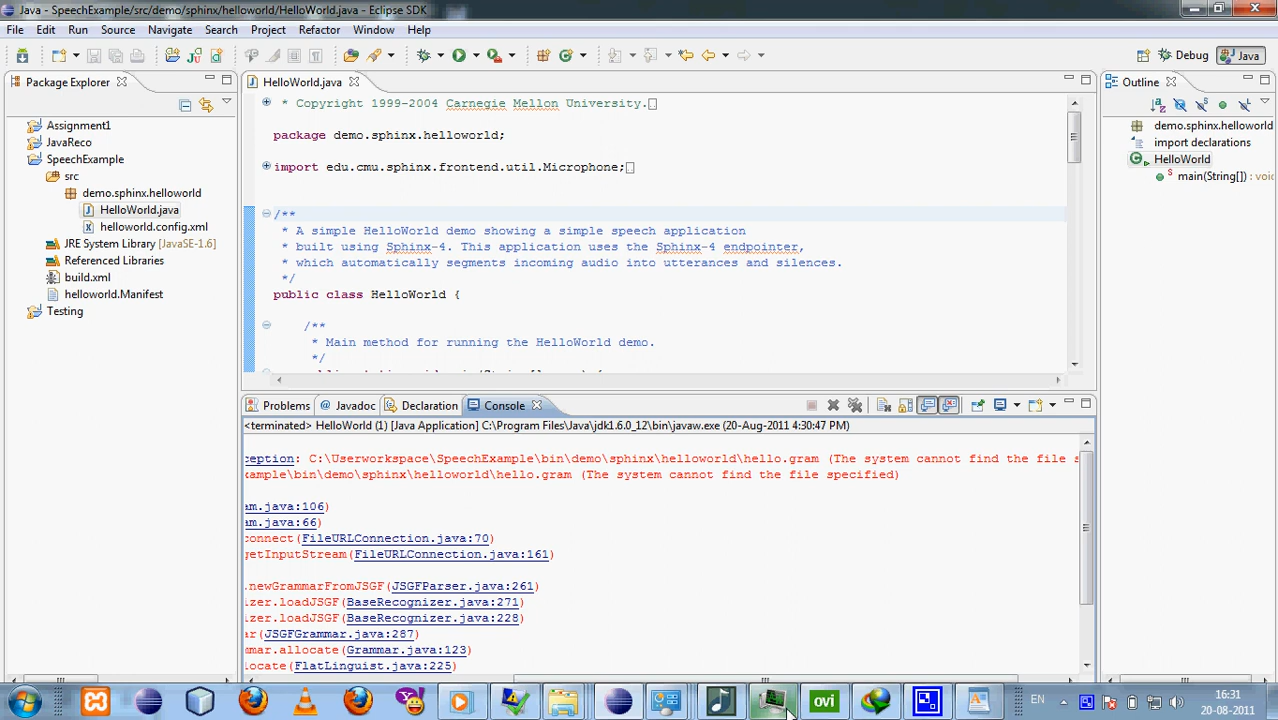 Java - SpeechExample/src/demo/sphinx/helloworld/HelloWorld.java - Eclipse SDK
File Edit Run Source Navigate Search Project Refactor Window Help
Debug Java
Package Explorer
Assignment1
JavaReco
SpeechExample
src
demo.sphinx.helloworld
HelloWorld.java
helloworld.config.xml
JRE System Library [JavaSE-1.6]
Referenced Libraries
build.xml
helloworld.Manifest
Testing
HelloWorld.java
* Copyright 1999-2004 Carnegie Mellon University.
package demo.sphinx.helloworld;
import edu.cmu.sphinx.frontend.util.Microphone;
/**
* A simple HelloWorld demo showing a simple speech application
* built using Sphinx-4. This application uses the Sphinx-4 endpointer,
* which automatically segments incoming audio into utterances and silences.
*/
public class HelloWorld {
/**
* Main method for running the HelloWorld demo.
*/
Outline
demo.sphinx.helloworld
import declarations
HelloWorld
main(String[]) : voic
Problems @ Javadoc Declaration Console
<terminated> HelloWorld (1) [Java Application] C:\Program Files\Java\jdk1.6.0_12\bin\javaw.exe (20-Aug-2011 4:30:47 PM)
ception: C:\Userworkspace\SpeechExample\bin\demo\sphinx\helloworld\hello.gram (The system cannot find the file s
xample\bin\demo\sphinx\helloworld\hello.gram (The system cannot find the file specified)
am.java:106)
am.java:66)
connect(FileURLConnection.java:70)
getInputStream(FileURLConnection.java:161)
.newGrammarFromJSGF(JSGFParser.java:261)
izer.loadJSGF(BaseRecognizer.java:271)
izer.loadJSGF(BaseRecognizer.java:228)
ar(JSGFGrammar.java:287)
mmar.allocate(Grammar.java:123)
locate(FlatLinguist.java:225)
ovi
EN
16:31
20-08-2011